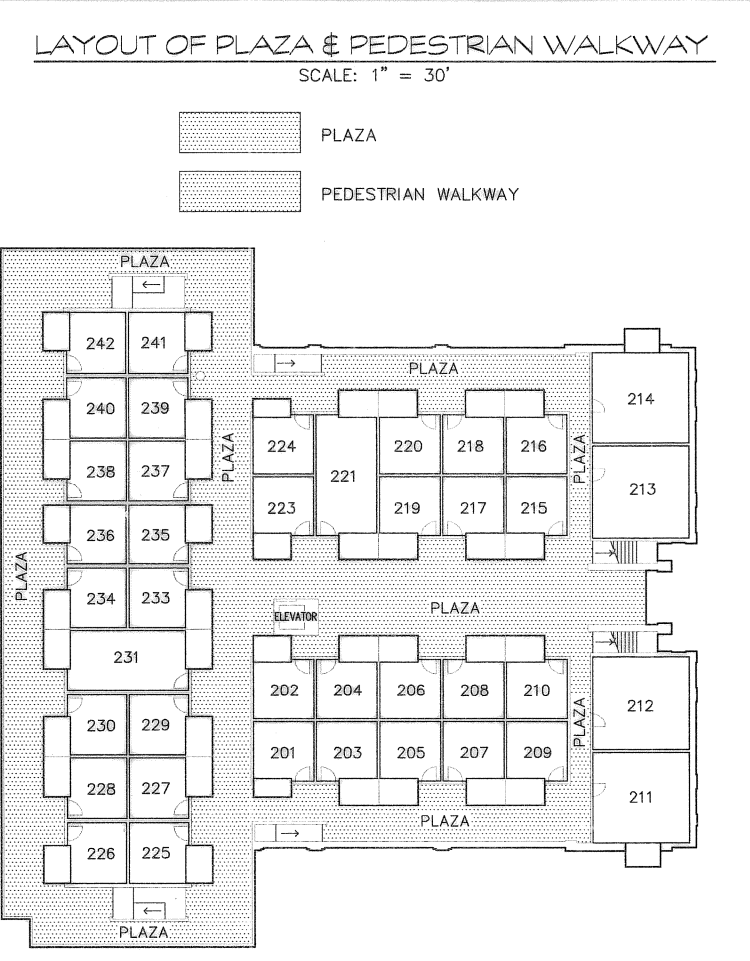 LAYOUT OF PLAZA & PEDESTRIAN WALKWAY
SCALE: 1" = 30'
PLAZA
PEDESTRIAN WALKWAY
PLAZA
242 241
240 239
238 237
236 235
234 233
231
230 229
228 227
226 225
PLAZA
PLAZA
PLAZA
PLAZA
224 221 220 218 216
223 219 217 215
PLAZA
214
213
ELEVATOR
PLAZA
202 204 206 208 210
201 203 205 207 209
PLAZA
212
211
PLAZA